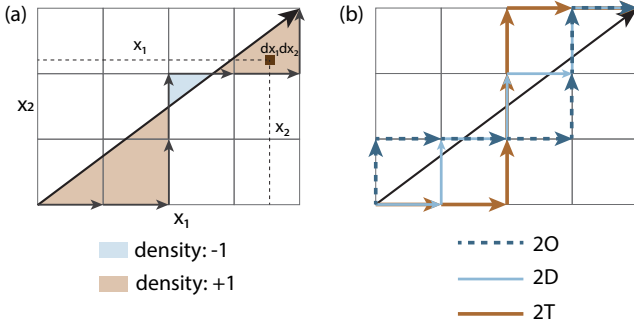 (a)
x₁
dx₁dx₂
x₂
x₂
x₁
density: -1
density: +1
(b)
2O
2D
2T